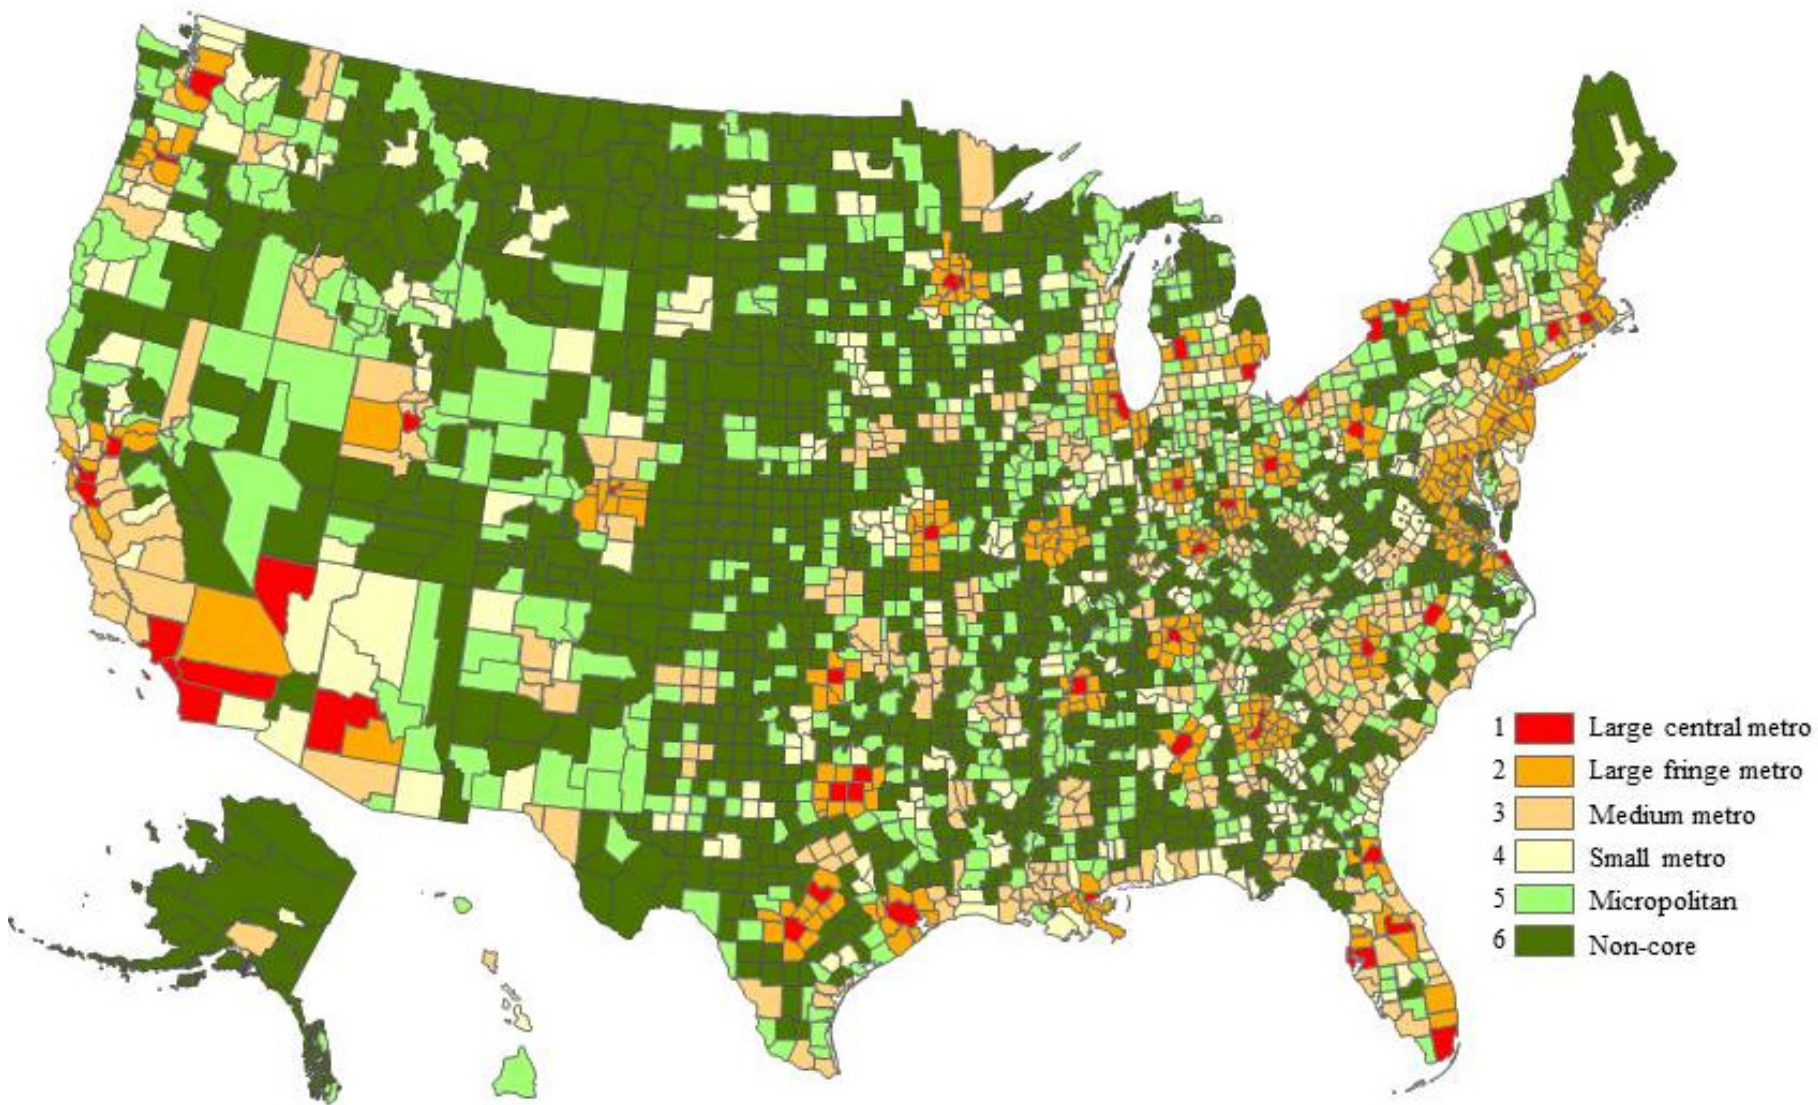 1 Large central metro
2 Large fringe metro
3 Medium metro
4 Small metro
5 Micropolitan
6 Non-core